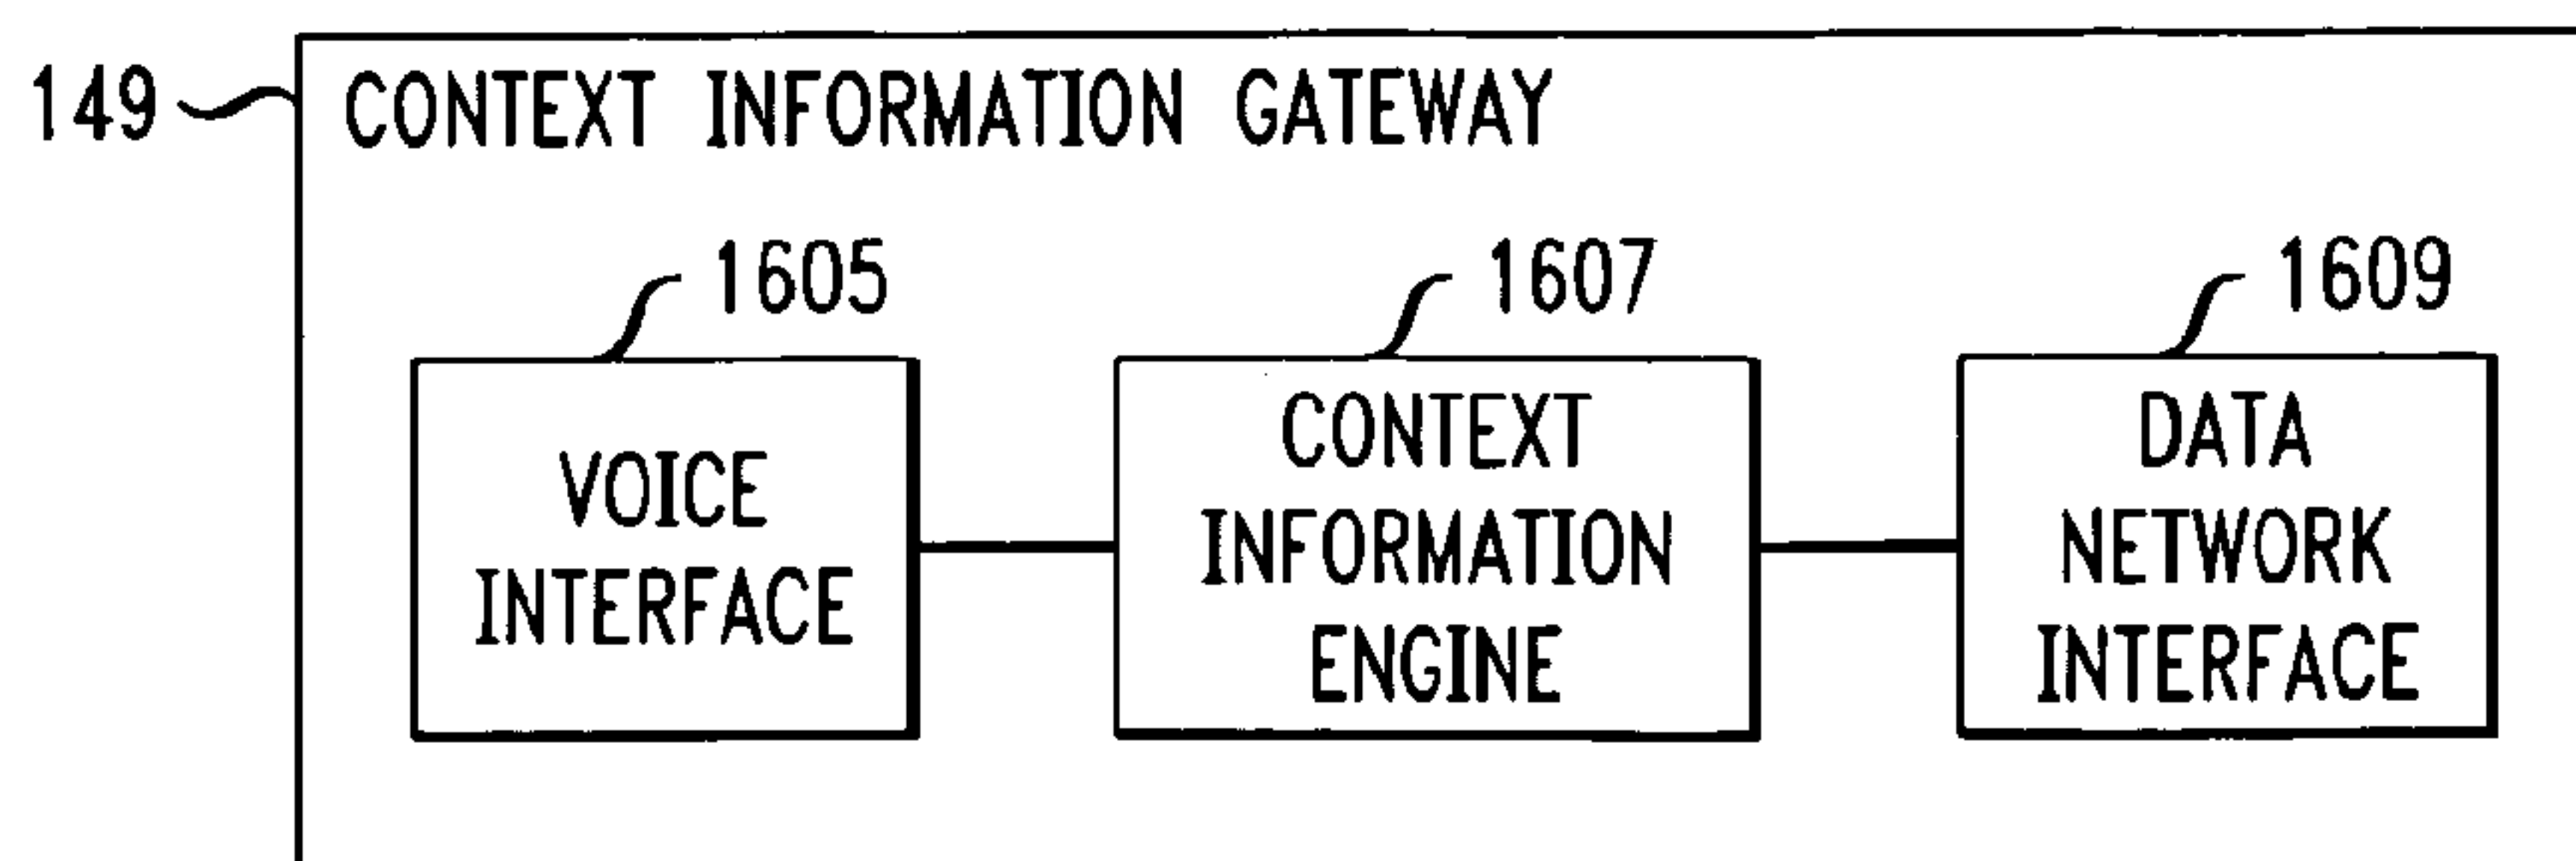 149
CONTEXT INFORMATION GATEWAY
1605
1607
1609
VOICE
INTERFACE
CONTEXT
INFORMATION
ENGINE
DATA
NETWORK
INTERFACE